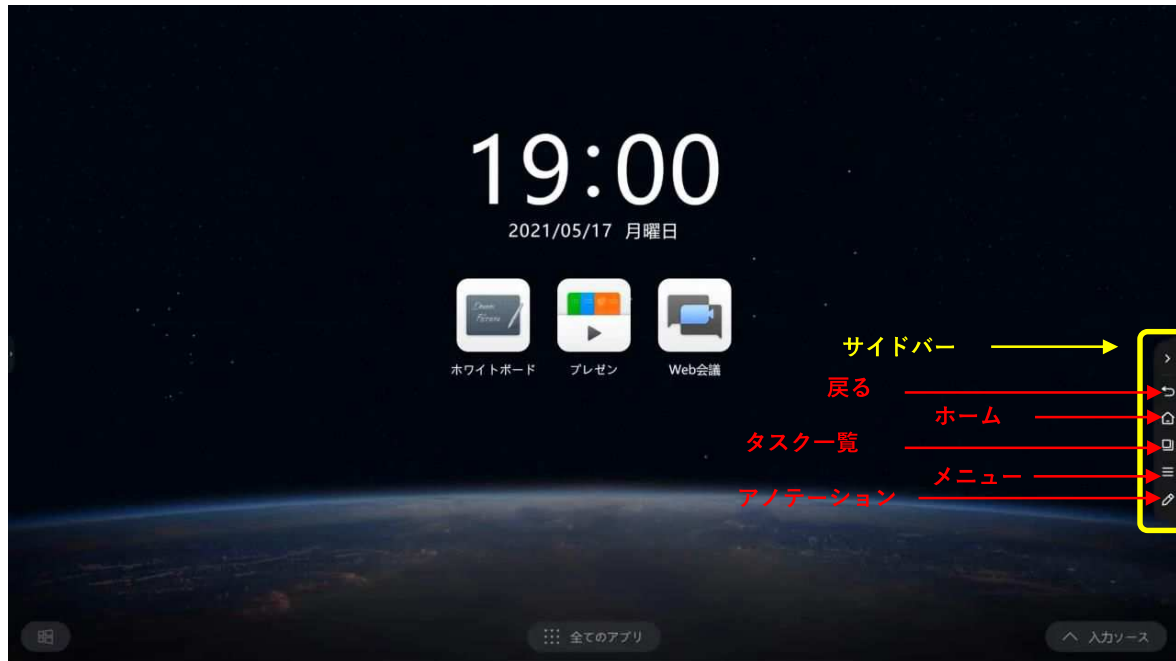 19:00
2021/05/17 月曜日
ホワイトボード
プレゼン
Web会議
サイドバー
戻る
ホーム
タスク一覧
メニュー
アノテーション
全てのアプリ
入力ソース